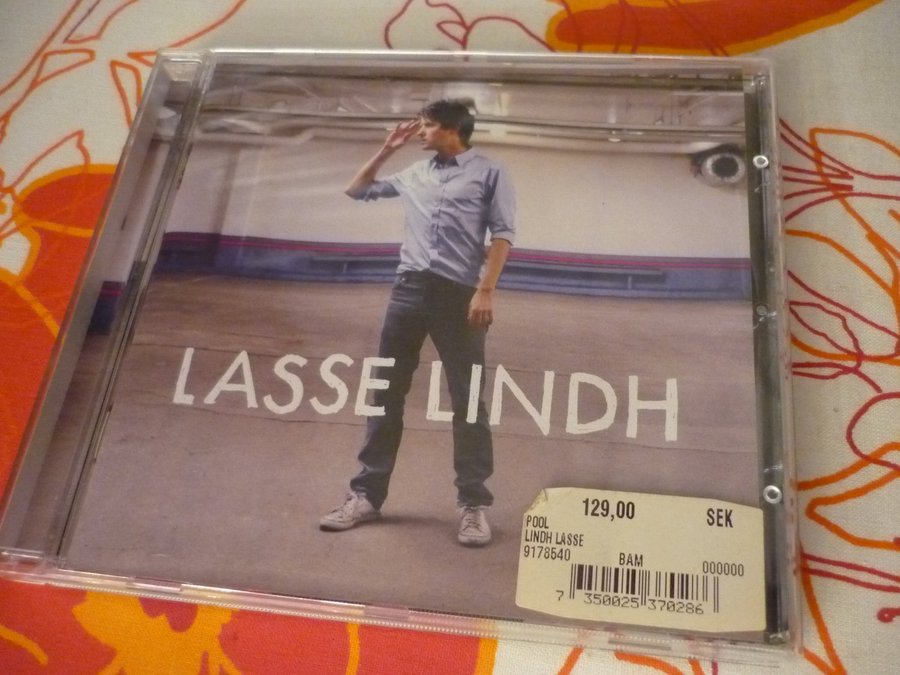 LASSE LINDH
129,00 SEK
POOL
LINDH LASSE
9178540 BAM 000000
7 350025 370286